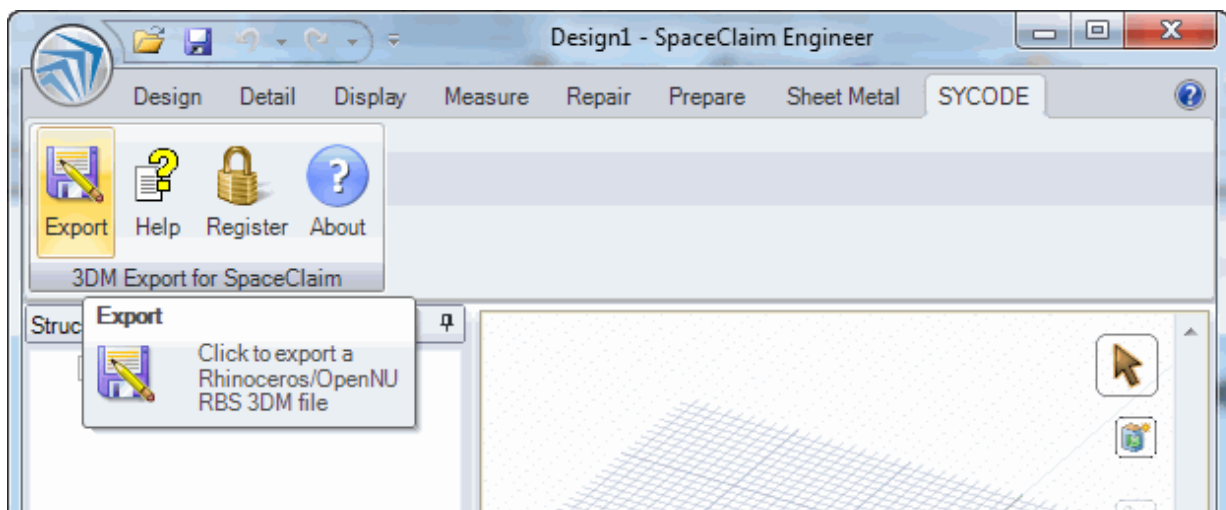 Design1 - SpaceClaim Engineer
Design Detail Display Measure Repair Prepare Sheet Metal SYCODE
Export Help Register About
3DM Export for SpaceClaim
Struc
Export
Click to export a
Rhinoceros/OpenNU
RBS 3DM file